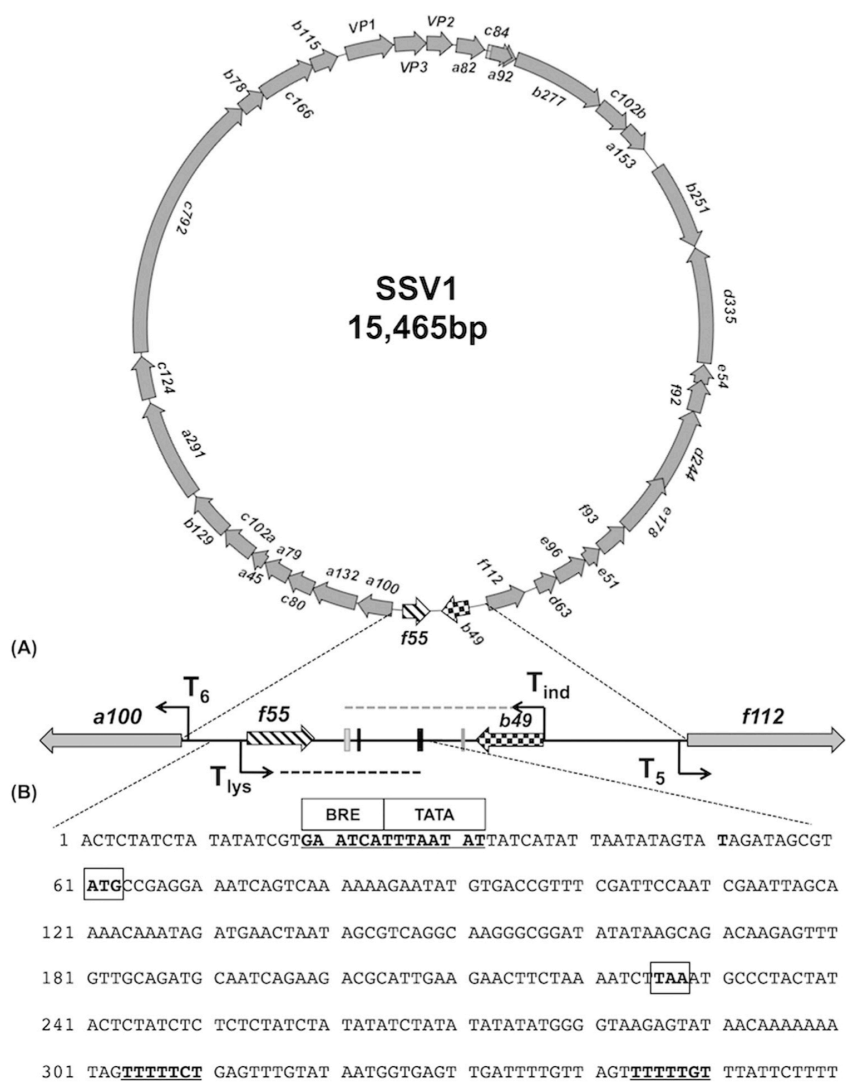 VP1
VP2
c84
b115
VP3
a82
a92
b78
c166
b277
c102b
a153
b251
c792
SSV1
15,465bp
d335
c124
e54
f92
a291
d244
b129
c102a
f93
e178
a79
e96
a45
a132
a100
f112
e51
c80
d63
f55
b49
(A)
T6
Tind
a100
f55
b49
f112
Tlys
T5
(B)
BRE TATA
1 ACTCTATCTA TATATCGTGA ATCATTTAAT ATTATCATAT TAATATAGTA TAGATAGCGT
61 ATGCCGAGGA AATCAGTCAA AAAAGAATAT GTGACCGTTT CGATTCCAAT CGAATTAGCA
121 AAACAAATAG ATGAACTAAT AGCGTCAGGC AAGGGCGGAT ATATAAGCAG ACAAGAGTTT
181 GTTGCAGATG CAATCAGAAG ACGCATTGAA GAACTTCTAA AATCTTAAAT GCCCTACTAT
241 ACTCTATCTC TCTCTATCTA TATATCTATA TATATATGGG GTAAGAGTAT AACAAAAAAA
301 TAGTTTTTCT GAGTTTGTAT AATGGTGAGT TGATTTTGTT AGTTTTTTGT TTATTCTTTT